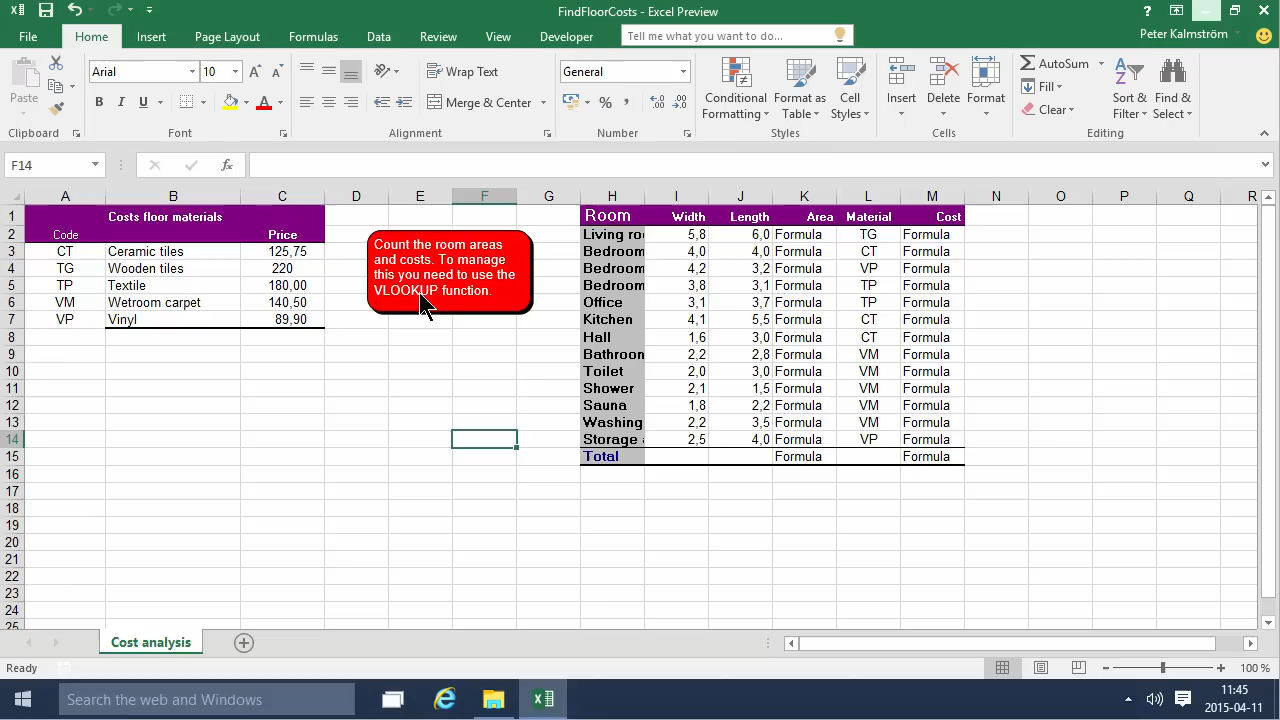 FindFloorCosts - Excel Preview
?
File Home Insert Page Layout Formulas Data Review View Developer Tell me what you want to do... Peter Kalmström
Paste
Clipboard
Arial 10
B I U
Font
Wrap Text
Merge & Center
Alignment
General
%
Number
Conditional Formatting
Format as Table
Cell Styles
Styles
Insert Delete Format
Cells
AutoSum
Fill
Clear
Sort & Filter
Find & Select
Editing
F14
fx
A B C D E F G H I J K L M N O P Q R
1 Costs floor materials Room Width Length Area Material Cost
2 Code Price Living ro 5,8 6,0 Formula TG Formula
3 CT Ceramic tiles 125,75 Bedroom 4,0 4,0 Formula CT Formula
4 TG Wooden tiles 220 Bedroom 4,2 3,2 Formula VP Formula
5 TP Textile 180,00 Bedroom 3,8 3,1 Formula TP Formula
6 VM Wetroom carpet 140,50 Office 3,1 3,7 Formula TP Formula
7 VP Vinyl 89,90 Kitchen 4,1 5,5 Formula CT Formula
8 Hall 1,6 3,0 Formula CT Formula
9 Bathroon 2,2 2,8 Formula VM Formula
10 Toilet 2,0 3,0 Formula VM Formula
11 Shower 2,1 1,5 Formula VM Formula
12 Sauna 1,8 2,2 Formula VM Formula
13 Washing 2,2 3,5 Formula VM Formula
14 Storage a 2,5 4,0 Formula VP Formula
15 Total Formula Formula
16
17
18
19
20
21
22
23
24
25
Count the room areas
and costs. To manage
this you need to use the
VLOOKUP function.
Cost analysis
Ready
100 %
Search the web and Windows
11:45
2015-04-11